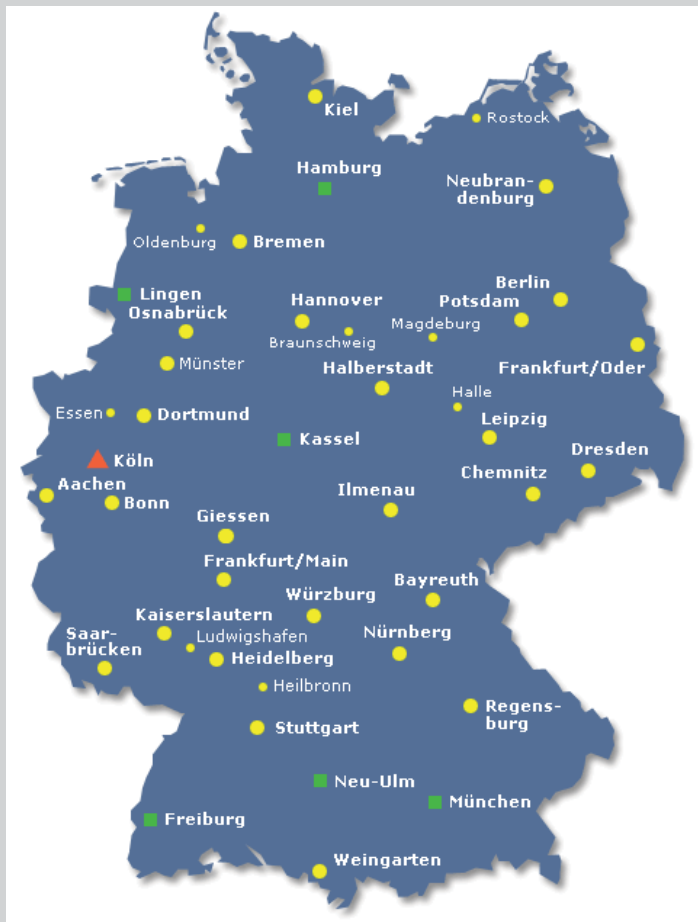 Kiel
Rostock
Hamburg
Neubran-
denburg
Oldenburg
Bremen
Lingen
Osnabrück
Hannover
Berlin
Potsdam
Braunschweig
Magdeburg
Münster
Halberstadt
Frankfurt/Oder
Essen
Dortmund
Halle
Leipzig
Kassel
Dresden
Köln
Chemnitz
Aachen
Bonn
Ilmenau
Giessen
Frankfurt/Main
Bayreuth
Würzburg
Kaiserslautern
Saar-
brücken
Ludwigshafen
Nürnberg
Heidelberg
Heilbronn
Regens-
burg
Stuttgart
Neu-Ulm
München
Freiburg
Weingarten